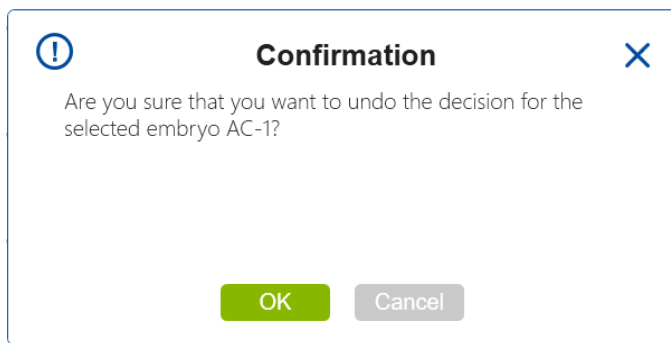 Confirmation
Are you sure that you want to undo the decision for the
selected embryo AC-1?
OK
Cancel